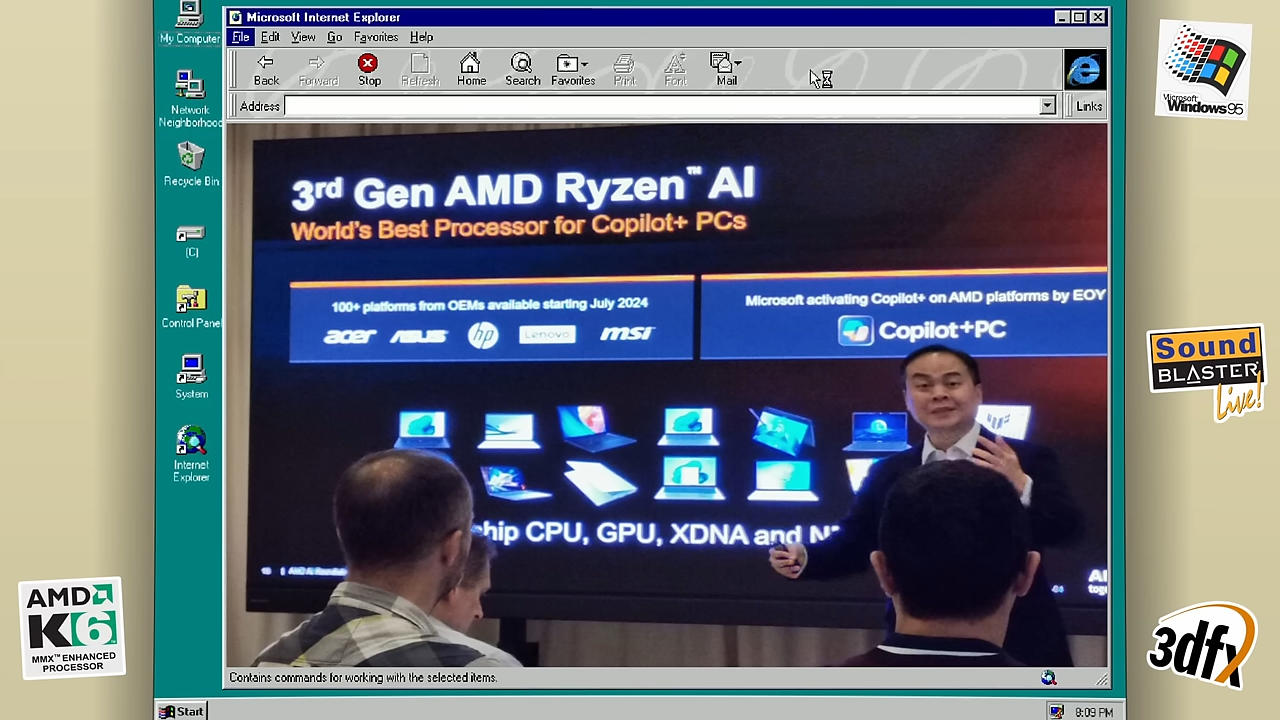 My Computer
Network
Neighborhood
Recycle Bin
(C)
Control Panel
System
Internet
Explorer
Microsoft Internet Explorer
File Edit View Go Favorites Help
Back Forward Stop Refresh Home Search Favorites Print Font Mail
Address
Links
3rd Gen AMD Ryzen™ AI
World's Best Processor for Copilot+ PCs
100+ platforms from OEMs available starting July 2024
acer ASUS hp Lenovo msi
Microsoft activating Copilot+ on AMD platforms by EOY
Copilot+PC
hip CPU, GPU, XDNA and N
Contains commands for working with the selected items.
Start
8:09 PM
Microsoft
Windows 95
Sound
BLASTER
Live!
AMD
K6
MMX™ ENHANCED
PROCESSOR
3dfx